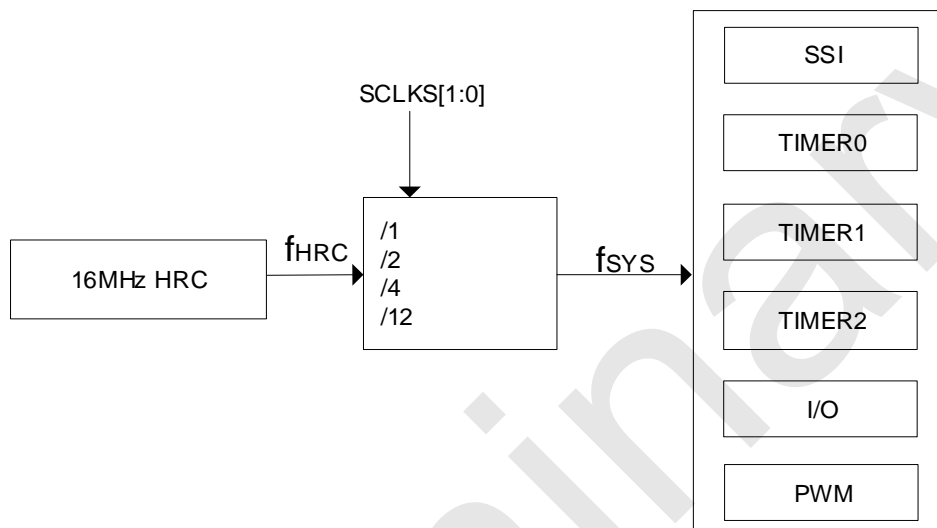 SCLKS[1:0]
16MHz HRC
fHRC
/1
/2
/4
/12
fSYS
SSI
TIMER0
TIMER1
TIMER2
I/O
PWM